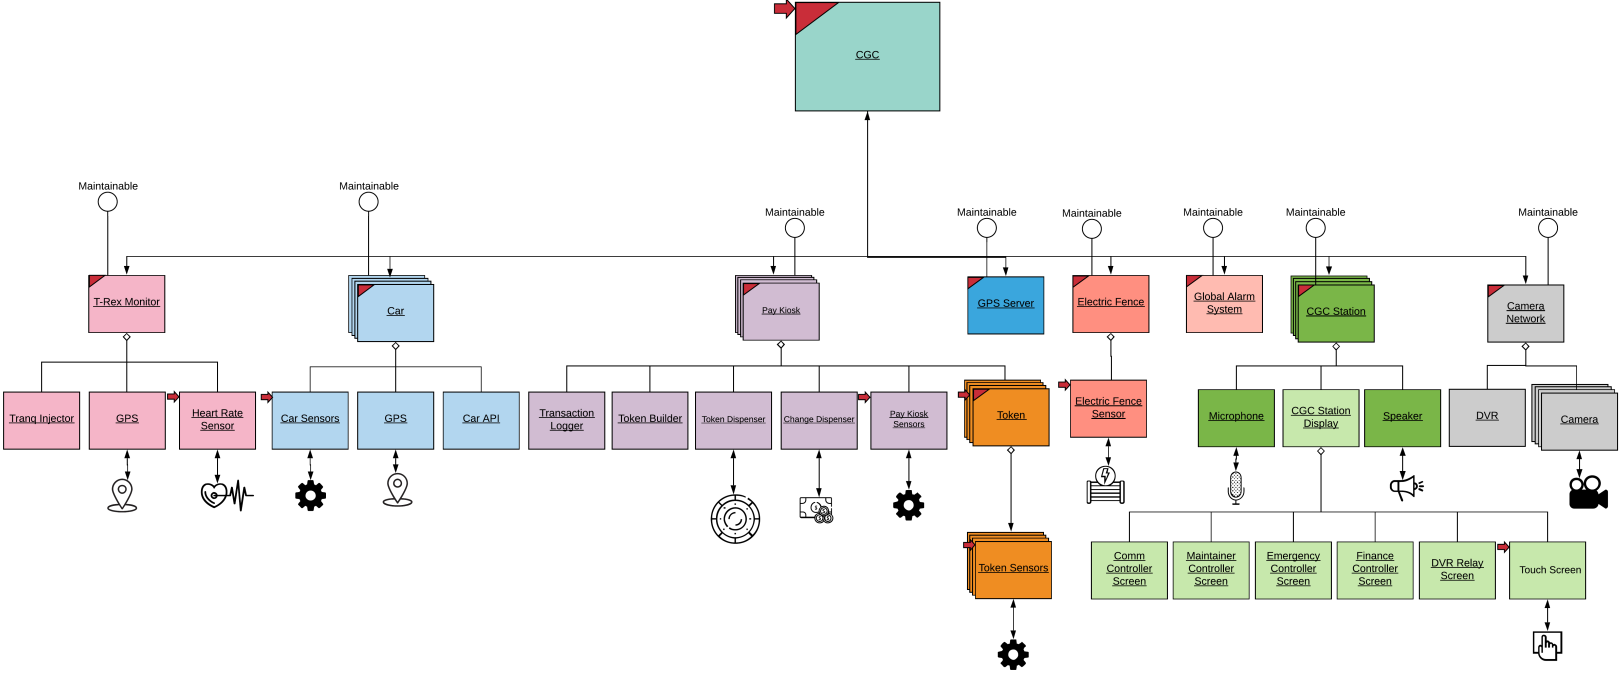 CGC
Maintainable
Maintainable
Maintainable
Maintainable
Maintainable
Maintainable
Maintainable
Maintainable
T-Rex Monitor
Car
Pay Kiosk
GPS Server
Electric Fence
Global Alarm
System
CGC Station
Camera
Network
Tranq Injector
GPS
Heart Rate
Sensor
Car Sensors
GPS
Car API
Transaction
Logger
Token Builder
Token Dispenser
Change Dispenser
Pay Kiosk
Sensors
Token
Electric Fence
Sensor
Microphone
CGC Station
Display
Speaker
DVR
Camera
Token Sensors
Comm
Controller
Screen
Maintainer
Controller
Screen
Emergency
Controller
Screen
Finance
Controller
Screen
DVR Relay
Screen
Touch Screen